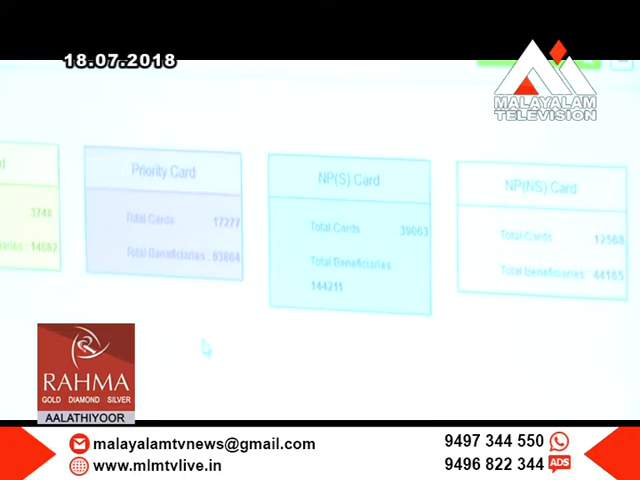 18.07.2018
MALAYALAM
TELEVISION
3748
: 14682
Priority Card
Total Cards 17277
Total Beneficiaries : 63864
NP(S) Card
Total Cards 39063
Total Beneficiaries
144211
NP(NS) Card
Total Cards 12568
Total Beneficiaries : 44165
RAHMA
GOLD DIAMOND SILVER
AALATHIYOOR
malayalamtvnews@gmail.com
www.mlmtvlive.in
9497 344 550
9496 822 344 ADS